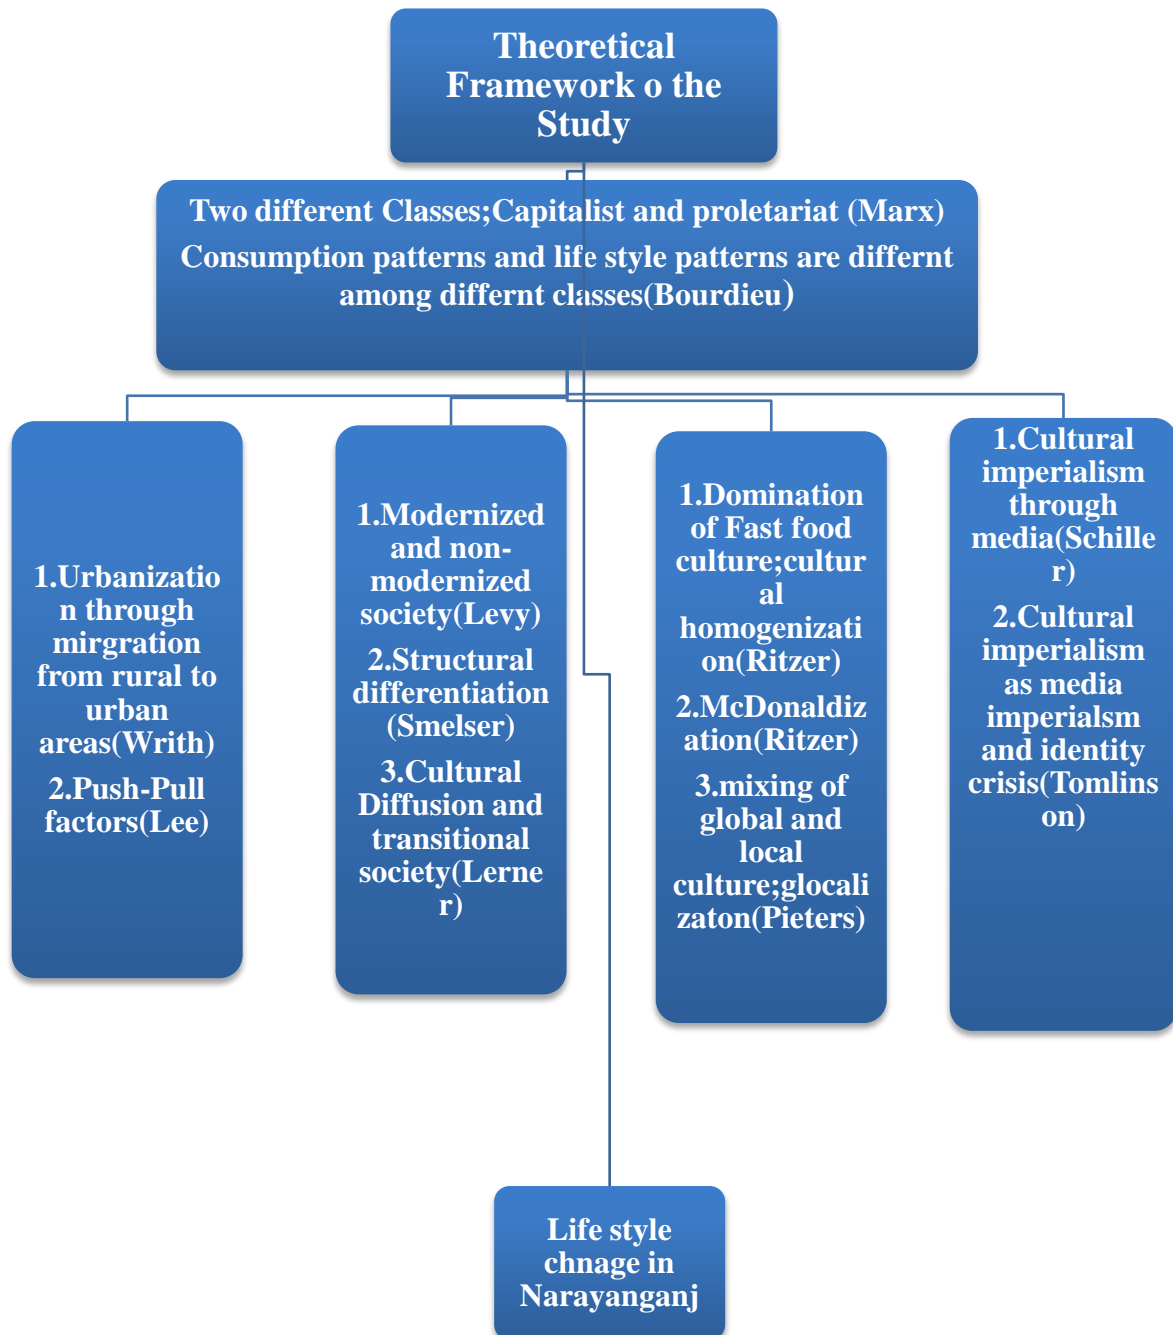 Theoretical
Framework o the
Study
Two different Classes;Capitalist and proletariat (Marx)
Consumption patterns and life style patterns are differnt
among differnt classes(Bourdieu)
1.Urbanizatio
n through
mirgration
from rural to
urban
areas(Writh)
2.Push-Pull
factors(Lee)
1.Modernized
and non-
modernized
society(Levy)
2.Structural
differentiation
(Smelser)
3.Cultural
Diffusion and
transitional
society(Lerne
r)
1.Domination
of Fast food
culture;cultur
al
homogenizati
on(Ritzer)
2.McDonaldiz
ation(Ritzer)
3.mixing of
global and
local
culture;glocali
zaton(Pieters)
1.Cultural
imperialism
through
media(Schille
r)
2.Cultural
imperialism
as media
imperialsm
and identity
crisis(Tomlins
on)
Life style
chnage in
Narayanganj